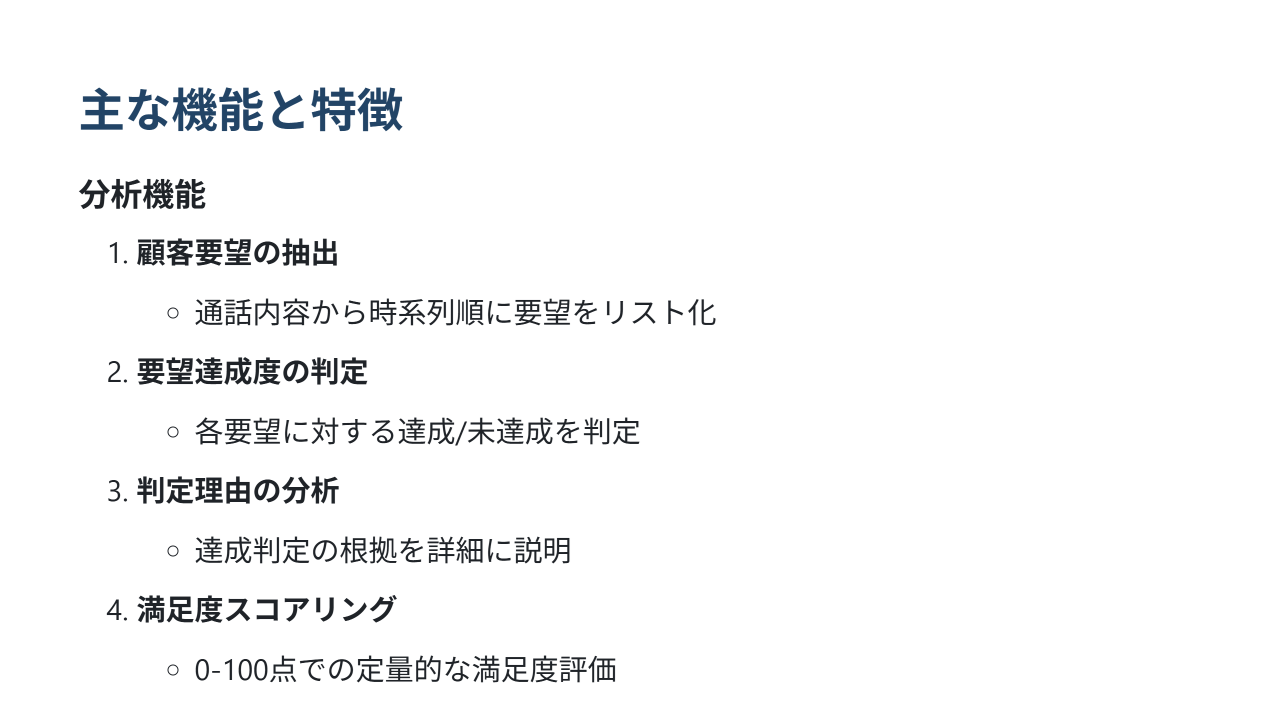 主な機能と特徴
分析機能
1. 顧客要望の抽出
○ 通話内容から時系列順に要望をリスト化
2. 要望達成度の判定
○ 各要望に対する達成/未達成を判定
3. 判定理由の分析
○ 達成判定の根拠を詳細に説明
4. 満足度スコアリング
○ 0-100点での定量的な満足度評価